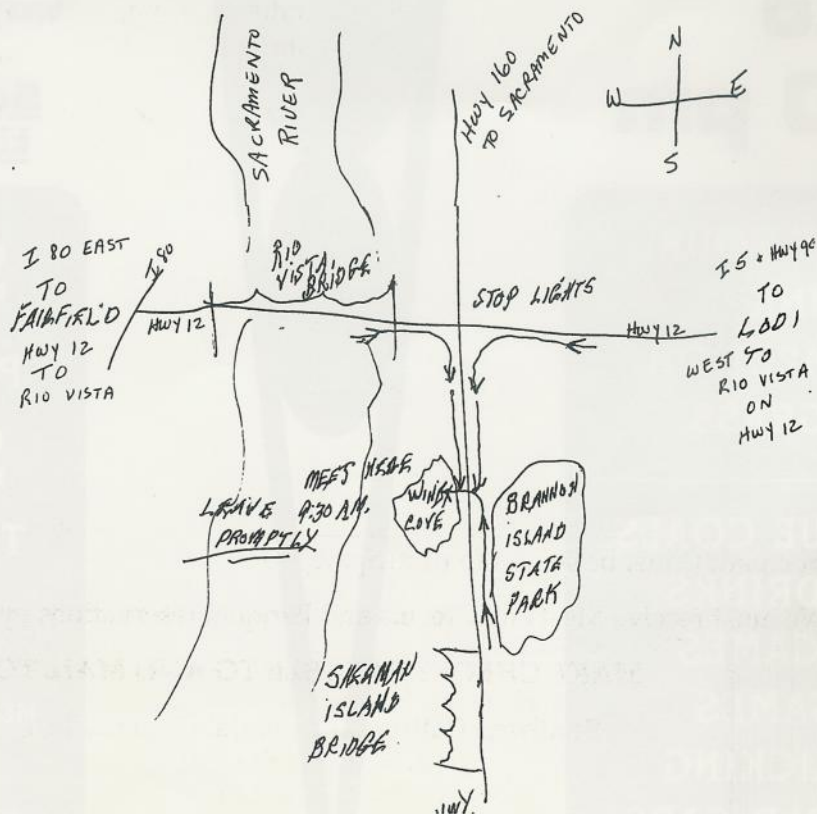 SACRAMENTO
RIVER
HWY 160
TO SACRAMENTO
N
W
E
S
I 80 EAST
TO
FAIRFIELD
HWY 12
TO
RIO VISTA
I 80
HWY 12
RIO
VISTA
BRIDGE
STOP LIGHTS
HWY 12
I 5 & HWY 99
TO
LODI
WEST TO
RIO VISTA
ON
HWY 12
MEET HERE
9:30 AM.
LEAVE
PROMPTLY
COVE
BRANNON
ISLAND
STATE
PARK
SHERMAN
ISLAND
BRIDGE
HWY